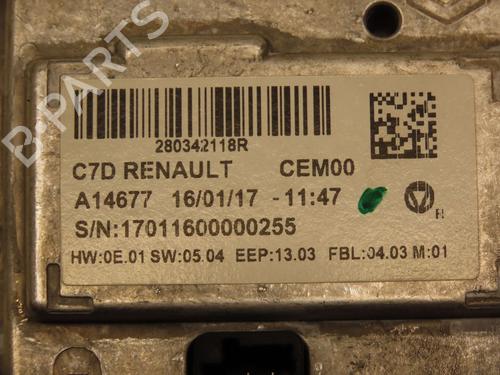 B-PARTS
280342118R
C7D RENAULT CEM00
A14677 16/01/17 - 11:47
S/N:17011600000255
HW:0E.01 SW:05.04 EEP:13.03 FBL:04.03 M:01